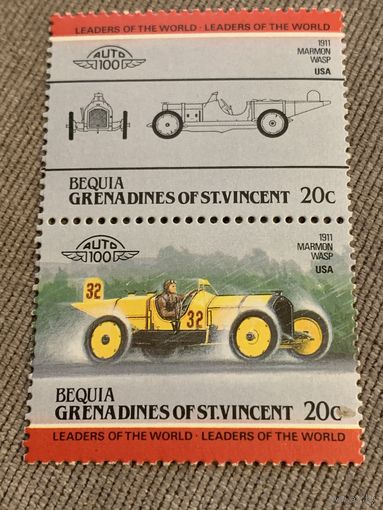 LEADERS OF THE WORLD · LEADERS OF THE WORLD
AUTO
100
1911
MARMON
WASP
USA
BEQUIA
GRENADINES OF ST.VINCENT 20c
AUTO
100
1911
MARMON
WASP
USA
32
32
BEQUIA
GRENADINES OF ST.VINCENT 20c
LEADERS OF THE WORLD · LEADERS OF THE WORLD